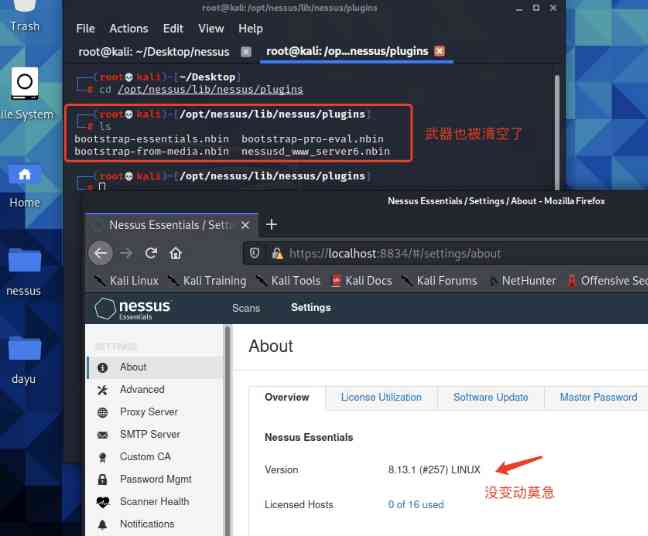 Trash
File System
Home
nessus
dayu
root@kali: /opt/nessus/lib/nessus/plugins
File Actions Edit View Help
root@kali: ~/Desktop/nessus
root@kali: /op...nessus/plugins
(root💀kali)-[~/Desktop]
# cd /opt/nessus/lib/nessus/plugins
(root💀kali)-[/opt/nessus/lib/nessus/plugins]
# ls
bootstrap-essentials.nbin bootstrap-pro-eval.nbin
bootstrap-from-media.nbin nessusd_www_server6.nbin
(root💀kali)-[/opt/nessus/lib/nessus/plugins]
#
武器也被清空了
Nessus Essentials / Settings / About - Mozilla Firefox
Nessus Essentials / Setti
https://localhost:8834/#/settings/about
Kali Linux Kali Training Kali Tools Kali Docs Kali Forums NetHunter Offensive Sec
nessus
Essentials
Scans Settings
SETTINGS
About
Advanced
Proxy Server
SMTP Server
Custom CA
Password Mgmt
Scanner Health
Notifications
About
Overview License Utilization Software Update Master Password
Nessus Essentials
Version 8.13.1 (#257) LINUX
没变动莫急
Licensed Hosts 0 of 16 used